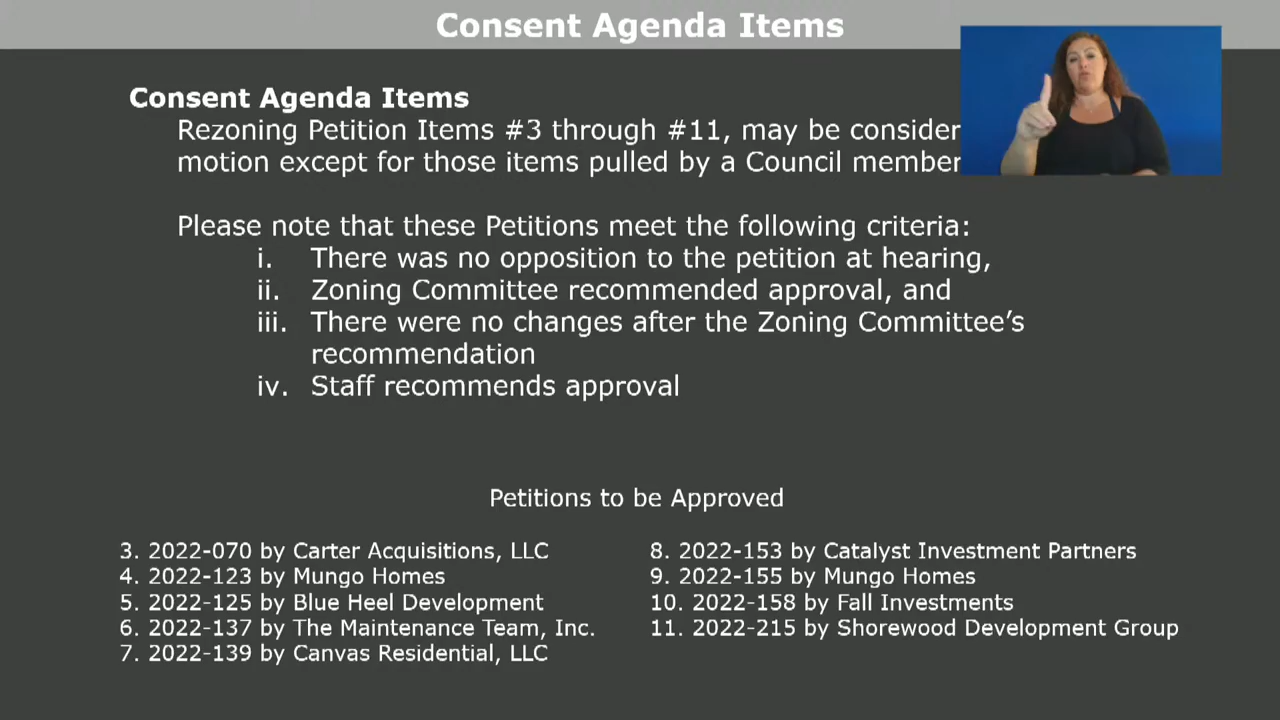 Consent Agenda Items
Consent Agenda Items
Rezoning Petition Items #3 through #11, may be consider
motion except for those items pulled by a Council member
Please note that these Petitions meet the following criteria:
i. There was no opposition to the petition at hearing,
ii. Zoning Committee recommended approval, and
iii. There were no changes after the Zoning Committee’s
recommendation
iv. Staff recommends approval
Petitions to be Approved
3. 2022-070 by Carter Acquisitions, LLC
4. 2022-123 by Mungo Homes
5. 2022-125 by Blue Heel Development
6. 2022-137 by The Maintenance Team, Inc.
7. 2022-139 by Canvas Residential, LLC
8. 2022-153 by Catalyst Investment Partners
9. 2022-155 by Mungo Homes
10. 2022-158 by Fall Investments
11. 2022-215 by Shorewood Development Group